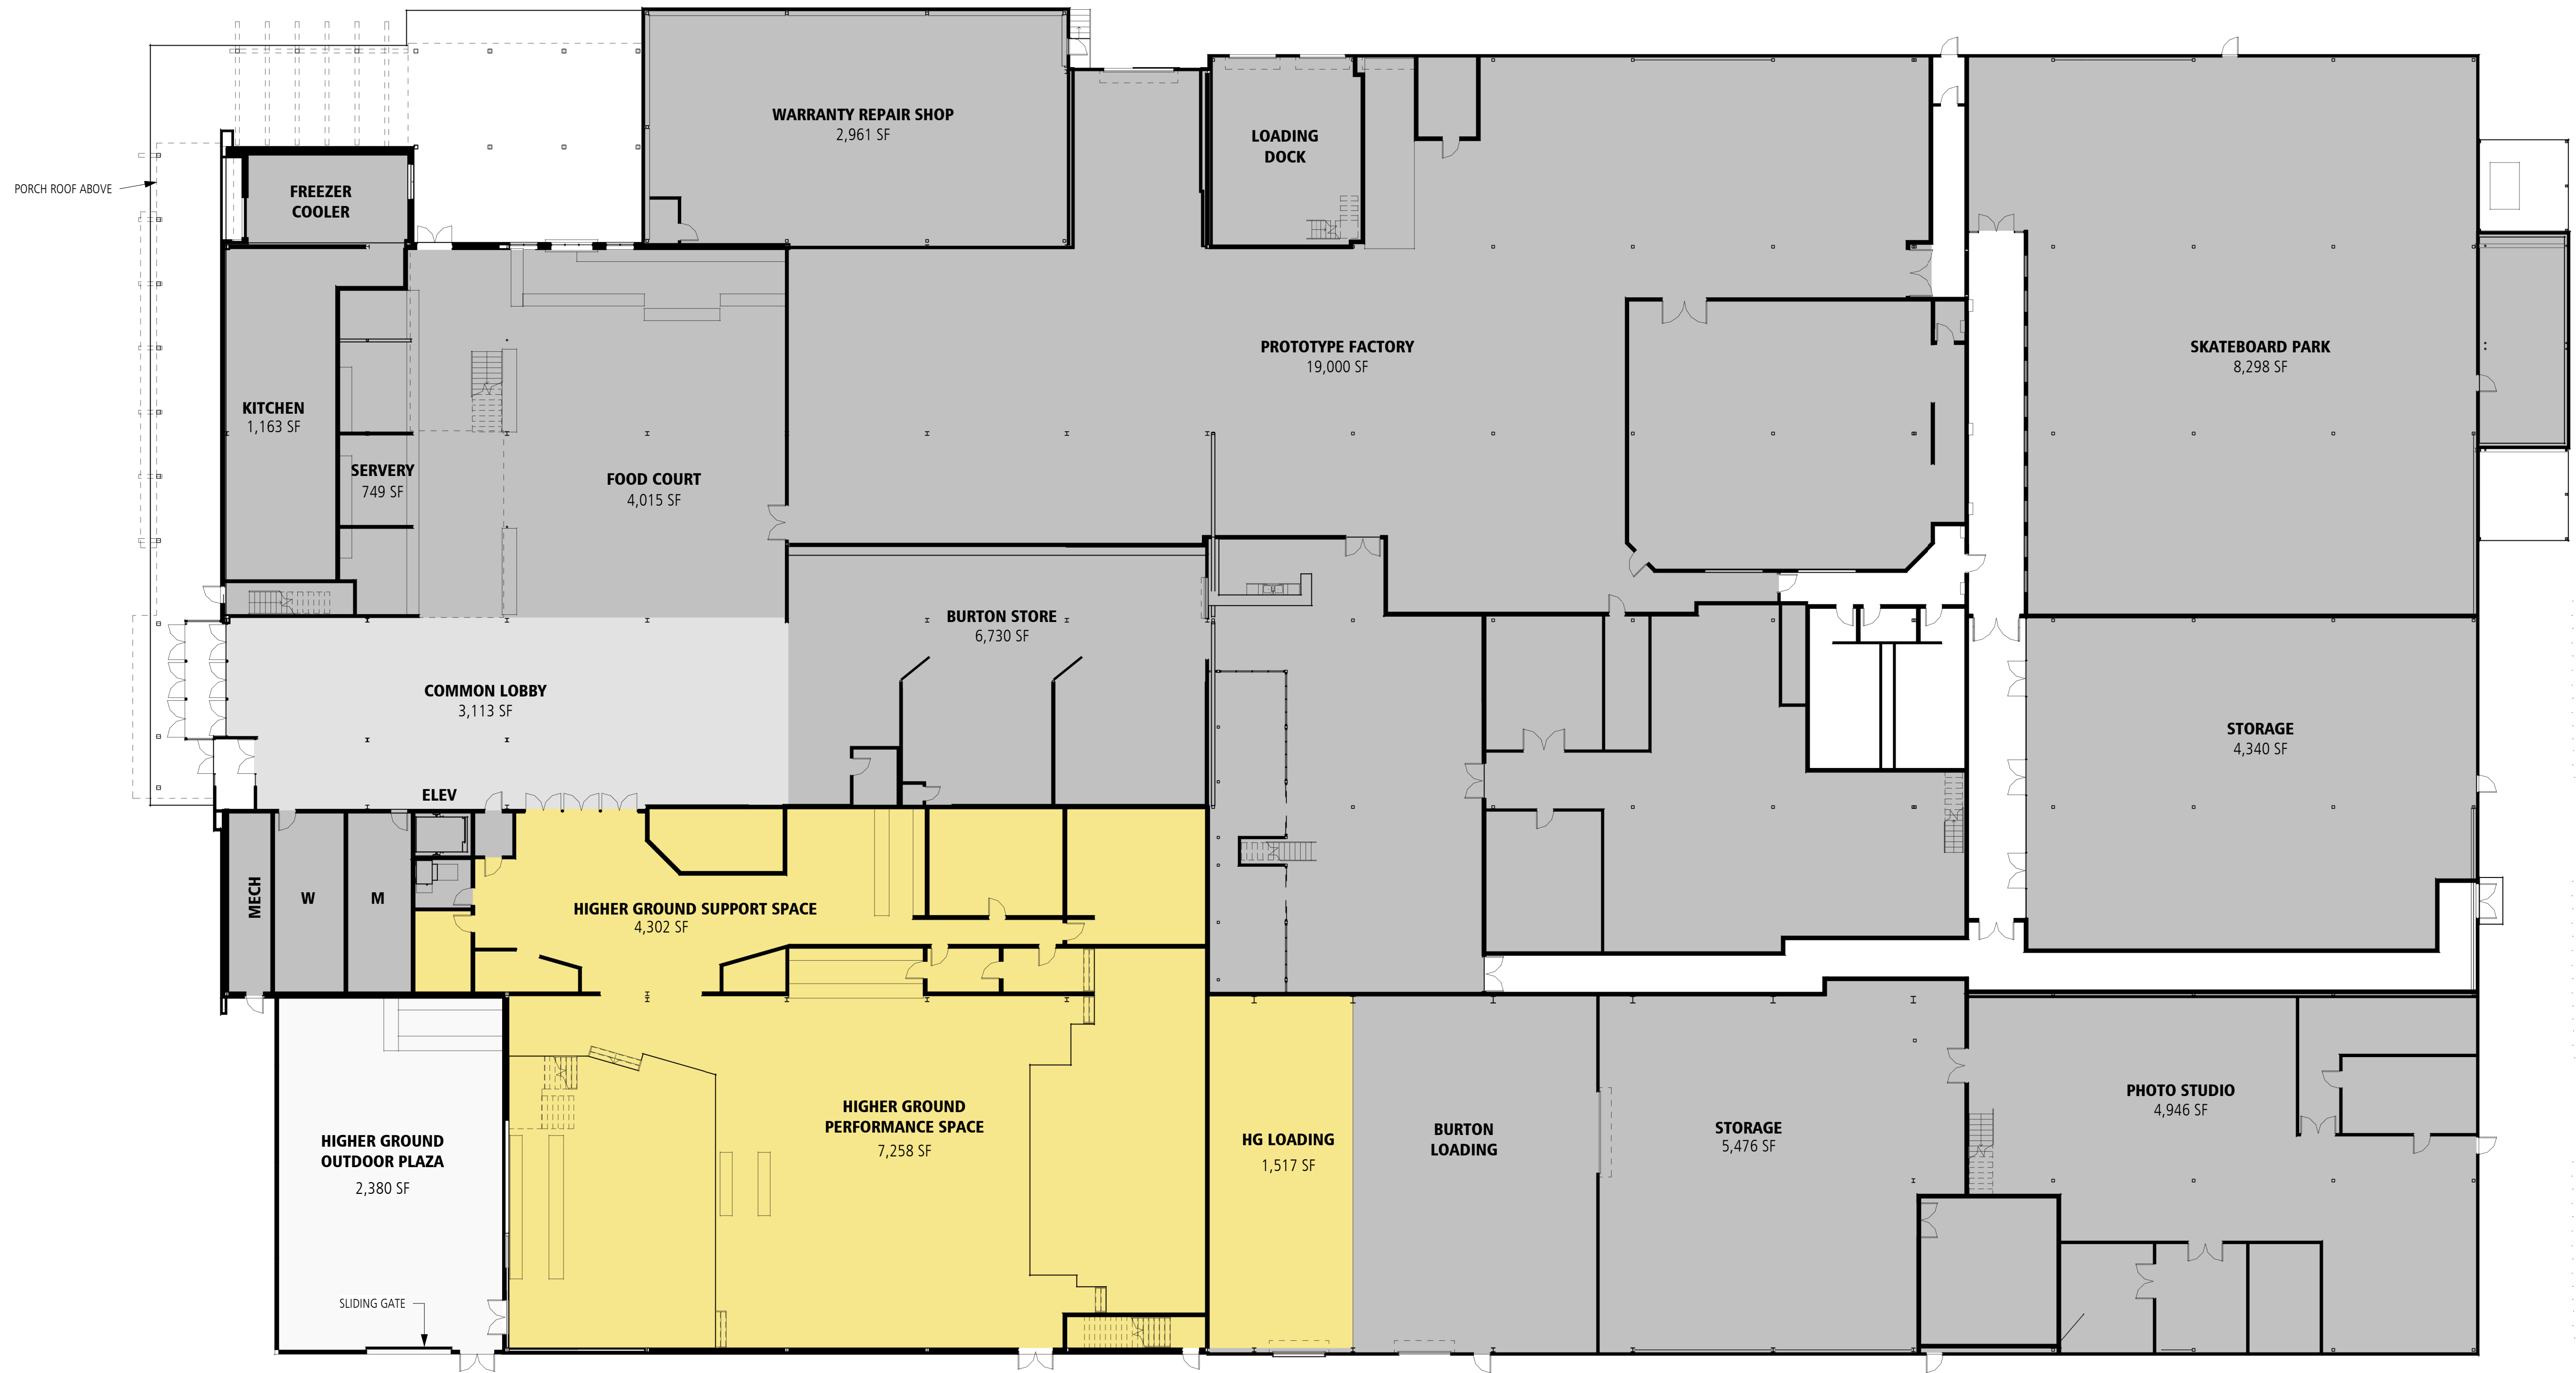 WARRANTY REPAIR SHOP
2,961 SF
LOADING
DOCK
PORCH ROOF ABOVE
FREEZER
COOLER
PROTOTYPE FACTORY
19,000 SF
SKATEBOARD PARK
8,298 SF
KITCHEN
1,163 SF
SERVERY
749 SF
FOOD COURT
4,015 SF
BURTON STORE
6,730 SF
COMMON LOBBY
3,113 SF
STORAGE
4,340 SF
ELEV
MECH
W
M
HIGHER GROUND SUPPORT SPACE
4,302 SF
HIGHER GROUND
OUTDOOR PLAZA
2,380 SF
HIGHER GROUND
PERFORMANCE SPACE
7,258 SF
HG LOADING
1,517 SF
BURTON
LOADING
STORAGE
5,476 SF
PHOTO STUDIO
4,946 SF
SLIDING GATE